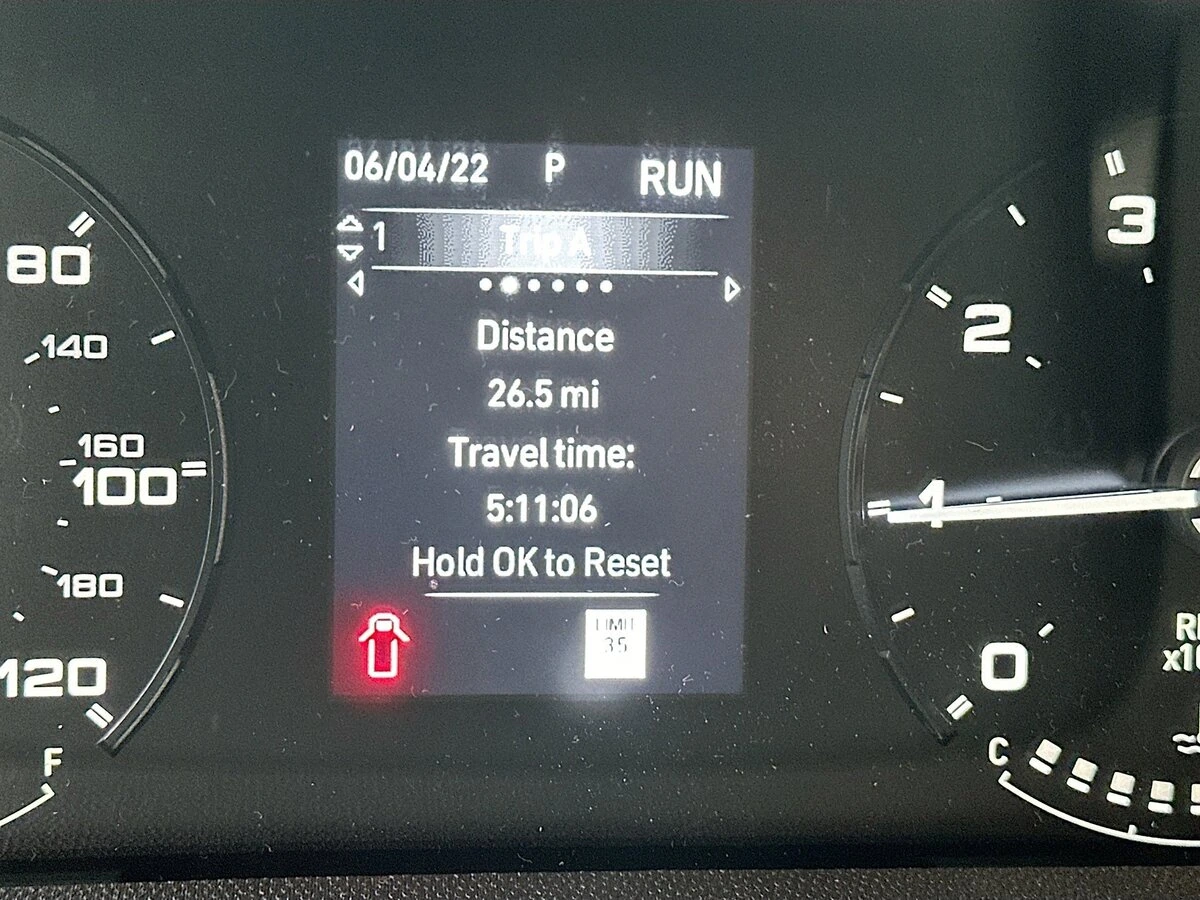 06/04/22 P RUN
1 Trip A
Distance
26.5 mi
Travel time:
5:11:06
Hold OK to Reset
LIMIT
35
80
140
160
100
180
120
F
3
2
1
0
C